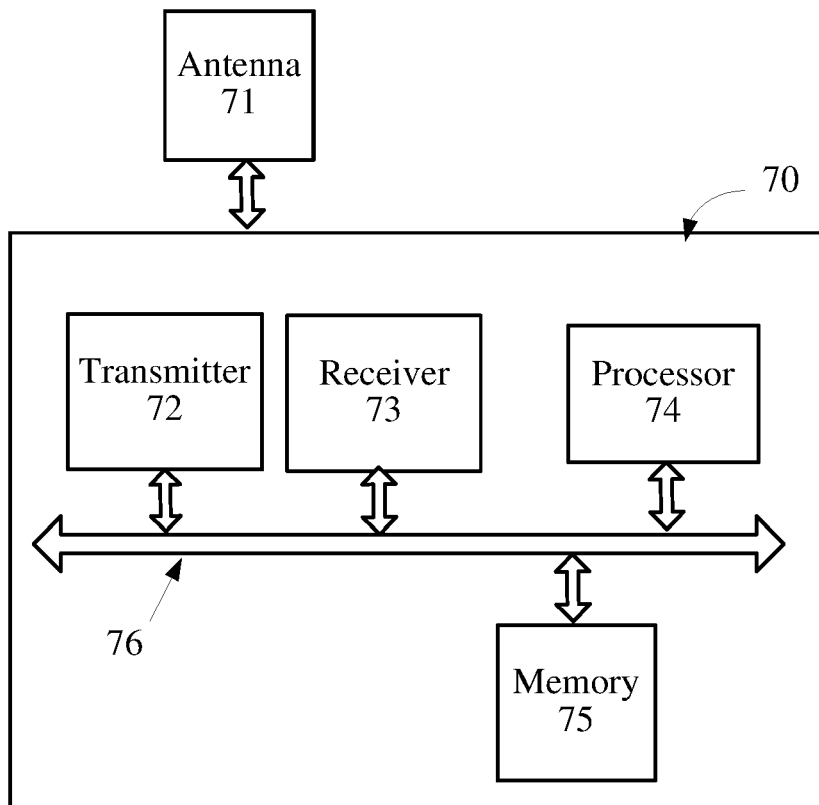 Antenna
71
70
Transmitter
72
Receiver
73
Processor
74
76
Memory
75